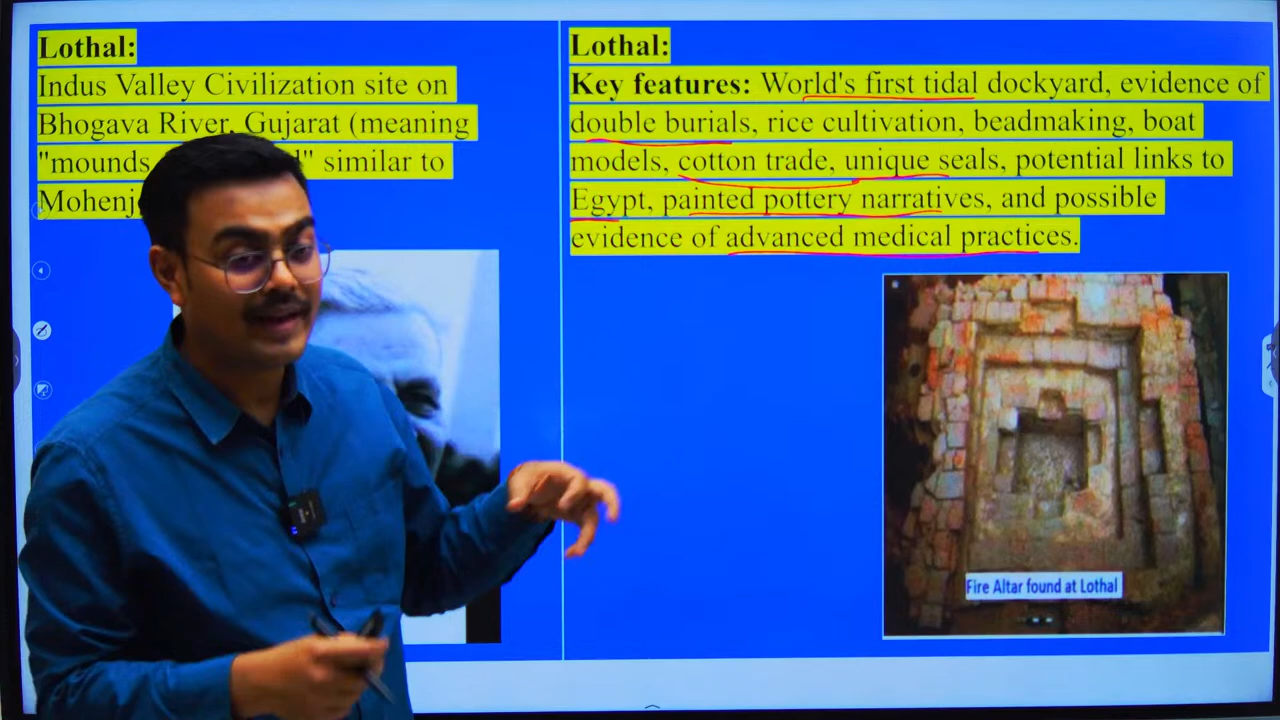 Lothal:
Indus Valley Civilization site on
Bhogava River, Gujarat (meaning
"mounds " similar to
Lothal:
Key features: World's first tidal dockyard, evidence of
double burials, rice cultivation, beadmaking, boat
models, cotton trade, unique seals, potential links to
Egypt, painted pottery narratives, and possible
evidence of advanced medical practices.
Fire Altar found at Lothal